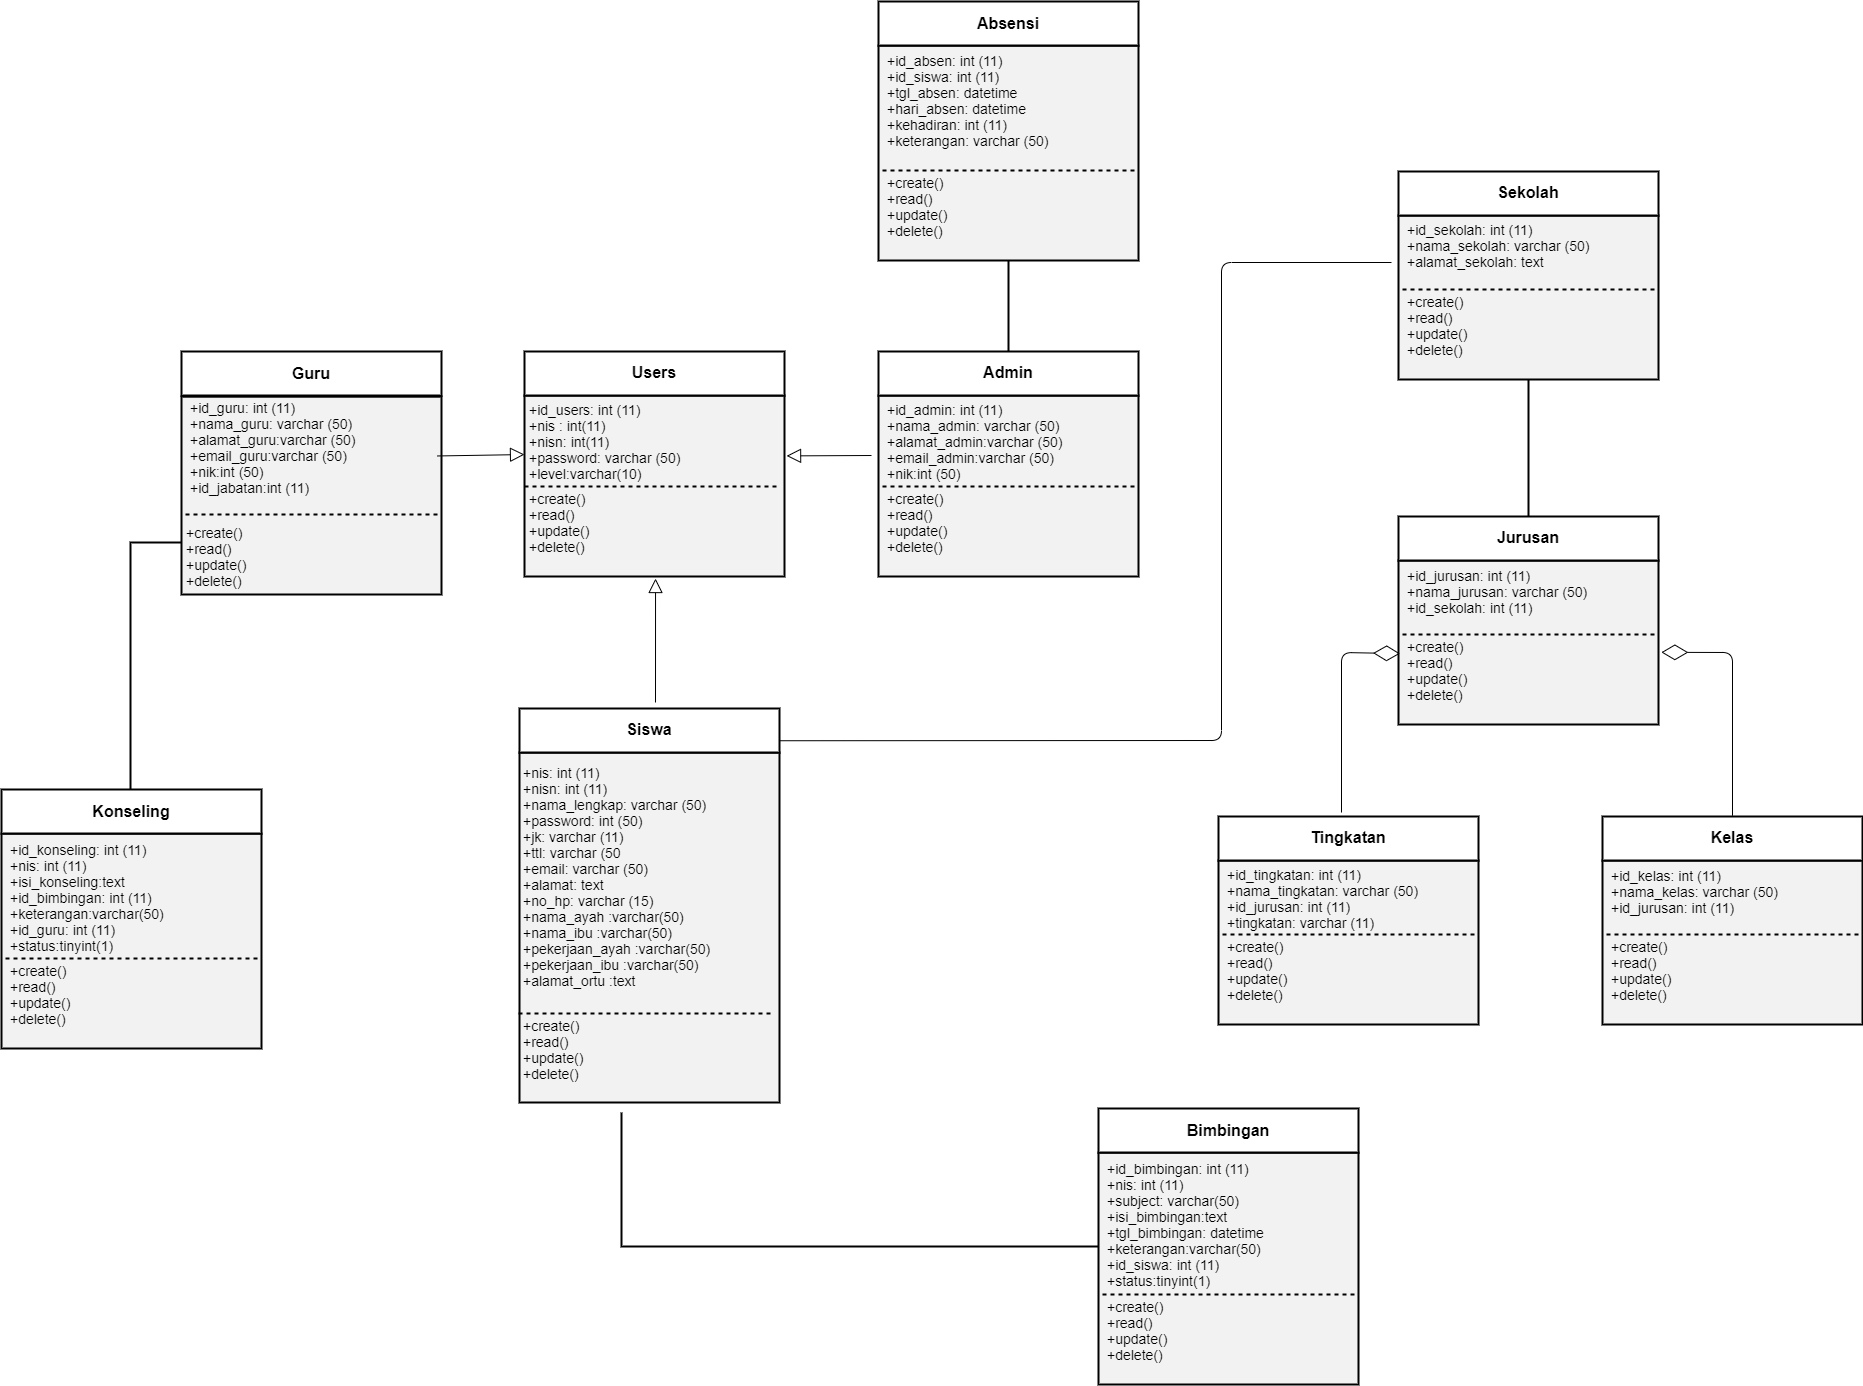 Absensi
+id_absen: int (11)
+id_siswa: int (11)
+tgl_absen: datetime
+hari_absen: datetime
+kehadiran: int (11)
+keterangan: varchar (50)
+create()
+read()
+update()
+delete()
Sekolah
+id_sekolah: int (11)
+nama_sekolah: varchar (50)
+alamat_sekolah: text
+create()
+read()
+update()
+delete()
Guru
+id_guru: int (11)
+nama_guru: varchar (50)
+alamat_guru:varchar (50)
+email_guru:varchar (50)
+nik:int (50)
+id_jabatan:int (11)
+create()
+read()
+update()
+delete()
Users
+id_users: int (11)
+nis : int(11)
+nisn: int(11)
+password: varchar (50)
+level:varchar(10)
+create()
+read()
+update()
+delete()
Admin
+id_admin: int (11)
+nama_admin: varchar (50)
+alamat_admin:varchar (50)
+email_admin:varchar (50)
+nik:int (50)
+create()
+read()
+update()
+delete()
Jurusan
+id_jurusan: int (11)
+nama_jurusan: varchar (50)
+id_sekolah: int (11)
+create()
+read()
+update()
+delete()
Siswa
+nis: int (11)
+nisn: int (11)
+nama_lengkap: varchar (50)
+password: int (50)
+jk: varchar (11)
+ttl: varchar (50
+email: varchar (50)
+alamat: text
+no_hp: varchar (15)
+nama_ayah :varchar(50)
+nama_ibu :varchar(50)
+pekerjaan_ayah :varchar(50)
+pekerjaan_ibu :varchar(50)
+alamat_ortu :text
+create()
+read()
+update()
+delete()
Konseling
+id_konseling: int (11)
+nis: int (11)
+isi_konseling:text
+id_bimbingan: int (11)
+keterangan:varchar(50)
+id_guru: int (11)
+status:tinyint(1)
+create()
+read()
+update()
+delete()
Tingkatan
+id_tingkatan: int (11)
+nama_tingkatan: varchar (50)
+id_jurusan: int (11)
+tingkatan: varchar (11)
+create()
+read()
+update()
+delete()
Kelas
+id_kelas: int (11)
+nama_kelas: varchar (50)
+id_jurusan: int (11)
+create()
+read()
+update()
+delete()
Bimbingan
+id_bimbingan: int (11)
+nis: int (11)
+subject: varchar(50)
+isi_bimbingan:text
+tgl_bimbingan: datetime
+keterangan:varchar(50)
+id_siswa: int (11)
+status:tinyint(1)
+create()
+read()
+update()
+delete()